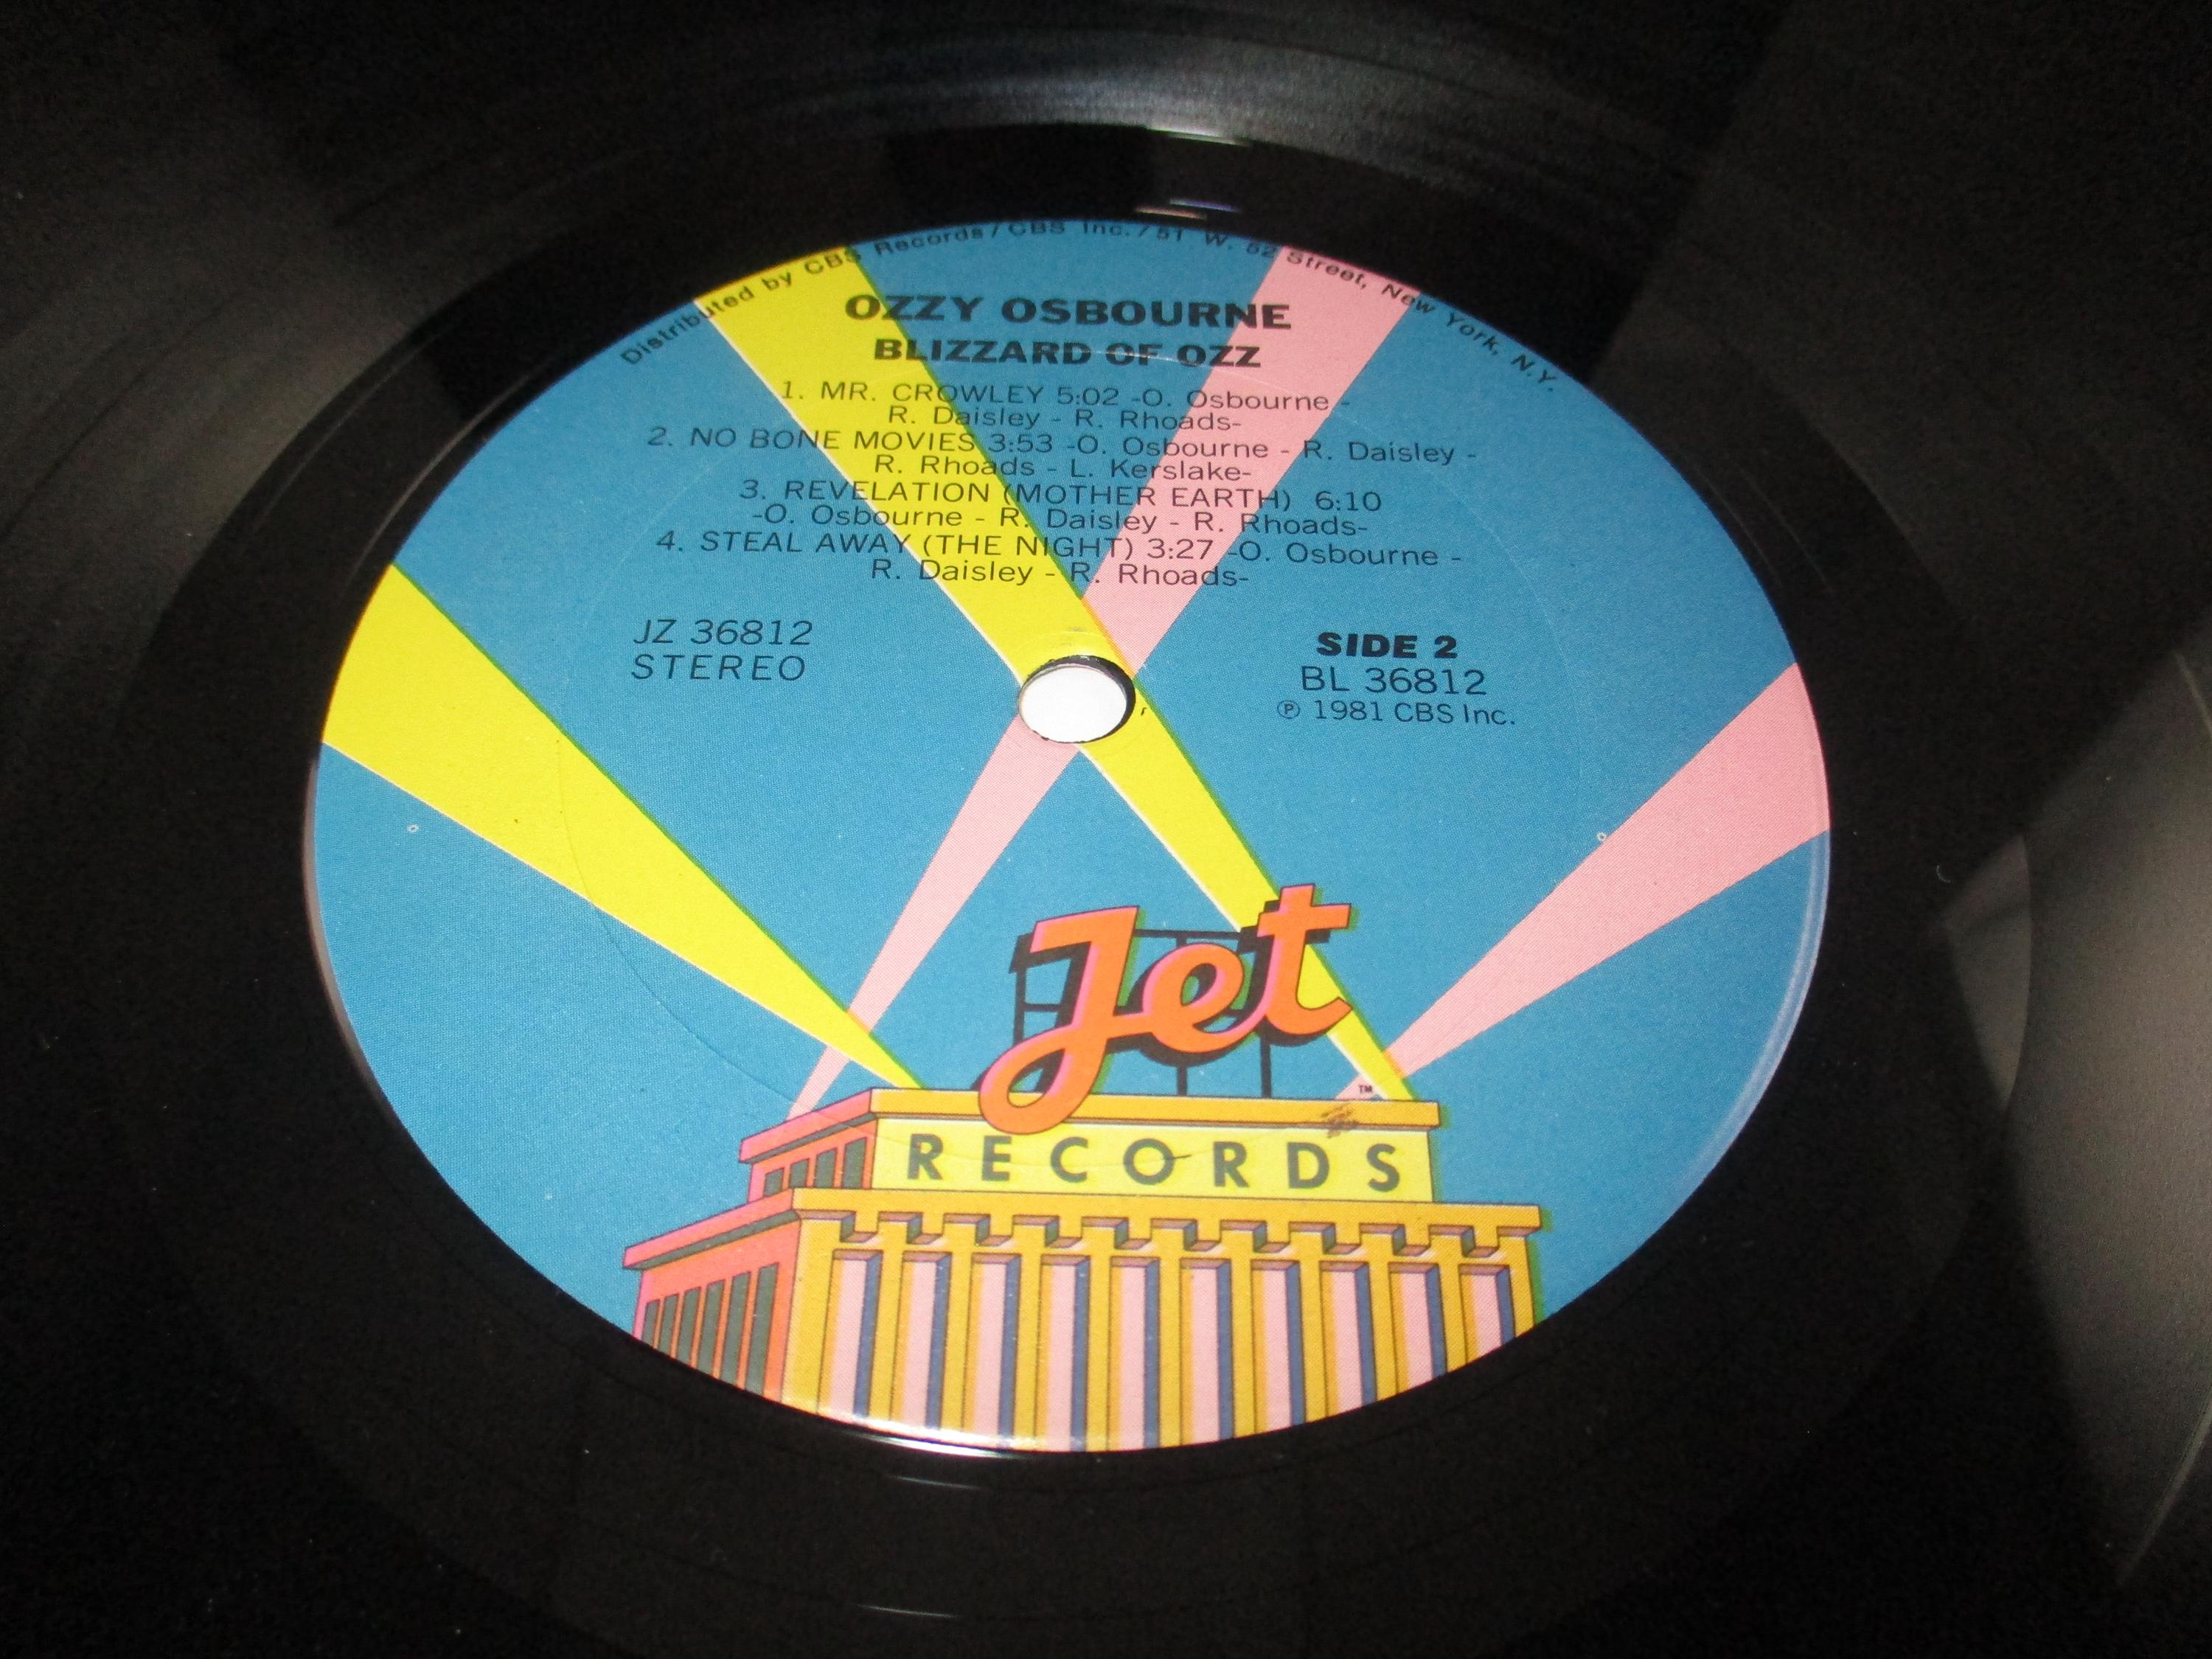 Distributed by CBS Records / CBS Inc. / 51 W. 52 Street, New York, N.Y.
OZZY OSBOURNE
BLIZZARD OF OZZ
1. MR. CROWLEY 5:02 -O. Osbourne -
R. Daisley - R. Rhoads-
2. NO BONE MOVIES 3:53 -O. Osbourne - R. Daisley -
R. Rhoads - L. Kerslake-
3. REVELATION (MOTHER EARTH) 6:10
-O. Osbourne - R. Daisley - R. Rhoads-
4. STEAL AWAY (THE NIGHT) 3:27 -O. Osbourne -
R. Daisley - R. Rhoads-
JZ 36812
STEREO
SIDE 2
BL 36812
℗ 1981 CBS Inc.
Jet
™
RECORDS